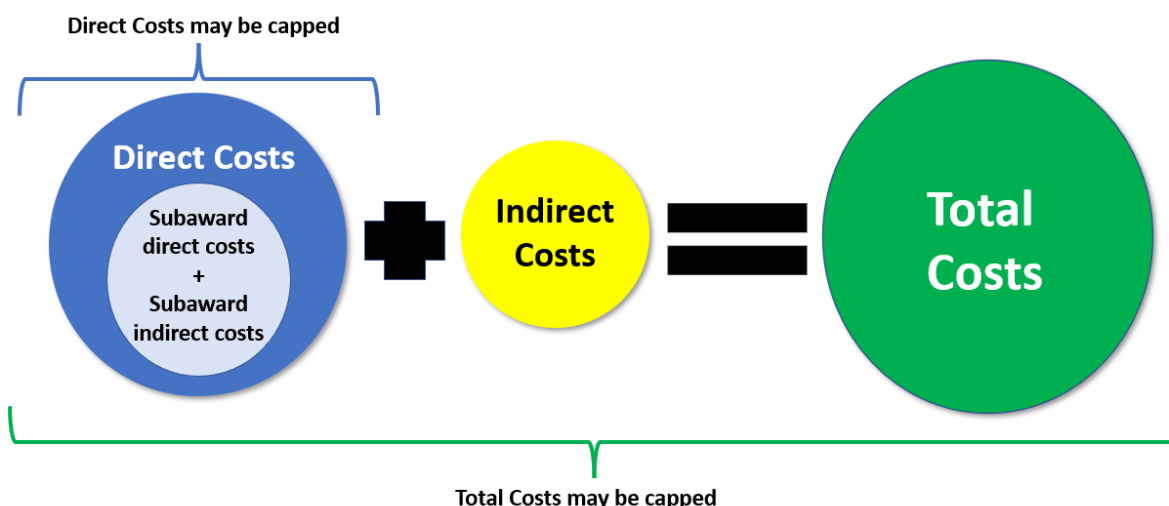 Direct Costs may be capped
Direct Costs
Subaward
direct costs
+
Subaward
indirect costs
Indirect
Costs
Total
Costs
Total Costs may be capped